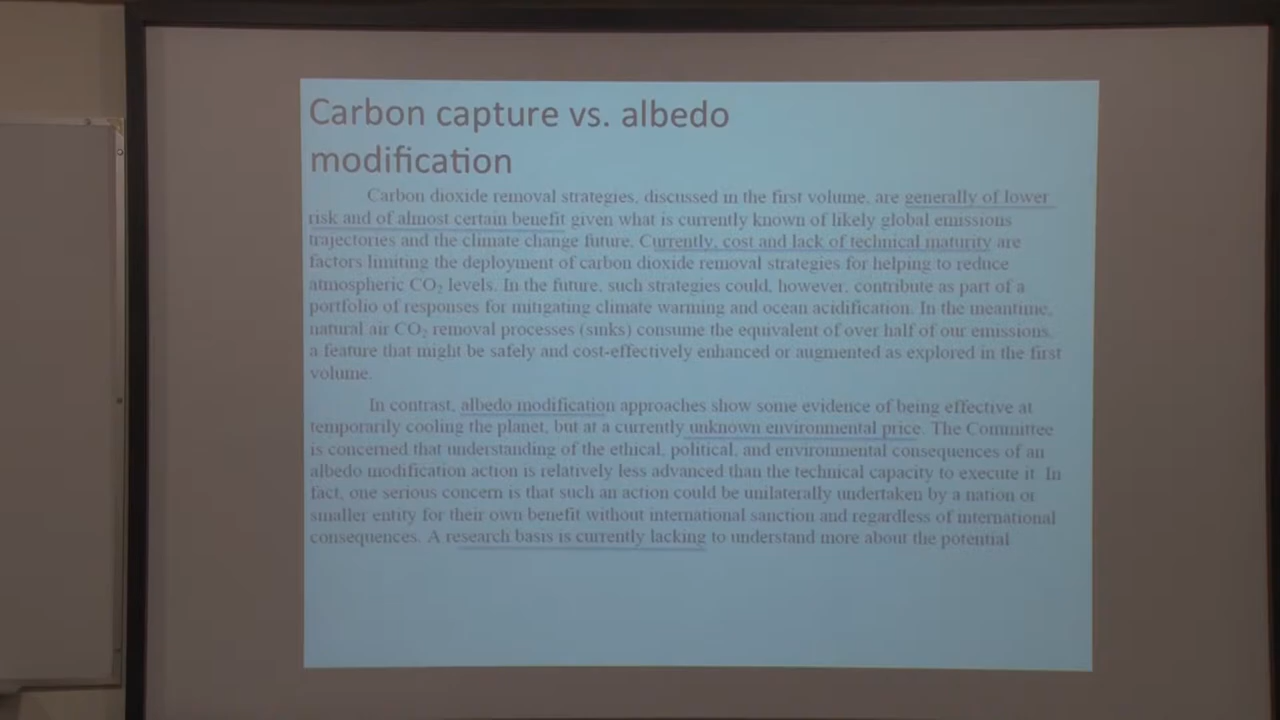 Carbon capture vs. albedo
modification
Carbon dioxide removal strategies, discussed in the first volume, are generally of lower
risk and of almost certain benefit given what is currently known of likely global emissions
trajectories and the climate change future. Currently, cost and lack of technical maturity are
factors limiting the deployment of carbon dioxide removal strategies for helping to reduce
atmospheric CO₂ levels. In the future, such strategies could, however, contribute as part of a
portfolio of responses for mitigating climate warming and ocean acidification. In the meantime,
natural air CO₂ removal processes (sinks) consume the equivalent of over half of our emissions,
a feature that might be safely and cost-effectively enhanced or augmented as explored in the first
volume.
In contrast, albedo modification approaches show some evidence of being effective at
temporarily cooling the planet, but at a currently unknown environmental price. The Committee
is concerned that understanding of the ethical, political, and environmental consequences of an
albedo modification action is relatively less advanced than the technical capacity to execute it. In
fact, one serious concern is that such an action could be unilaterally undertaken by a nation or
smaller entity for their own benefit without international sanction and regardless of international
consequences. A research basis is currently lacking to understand more about the potential